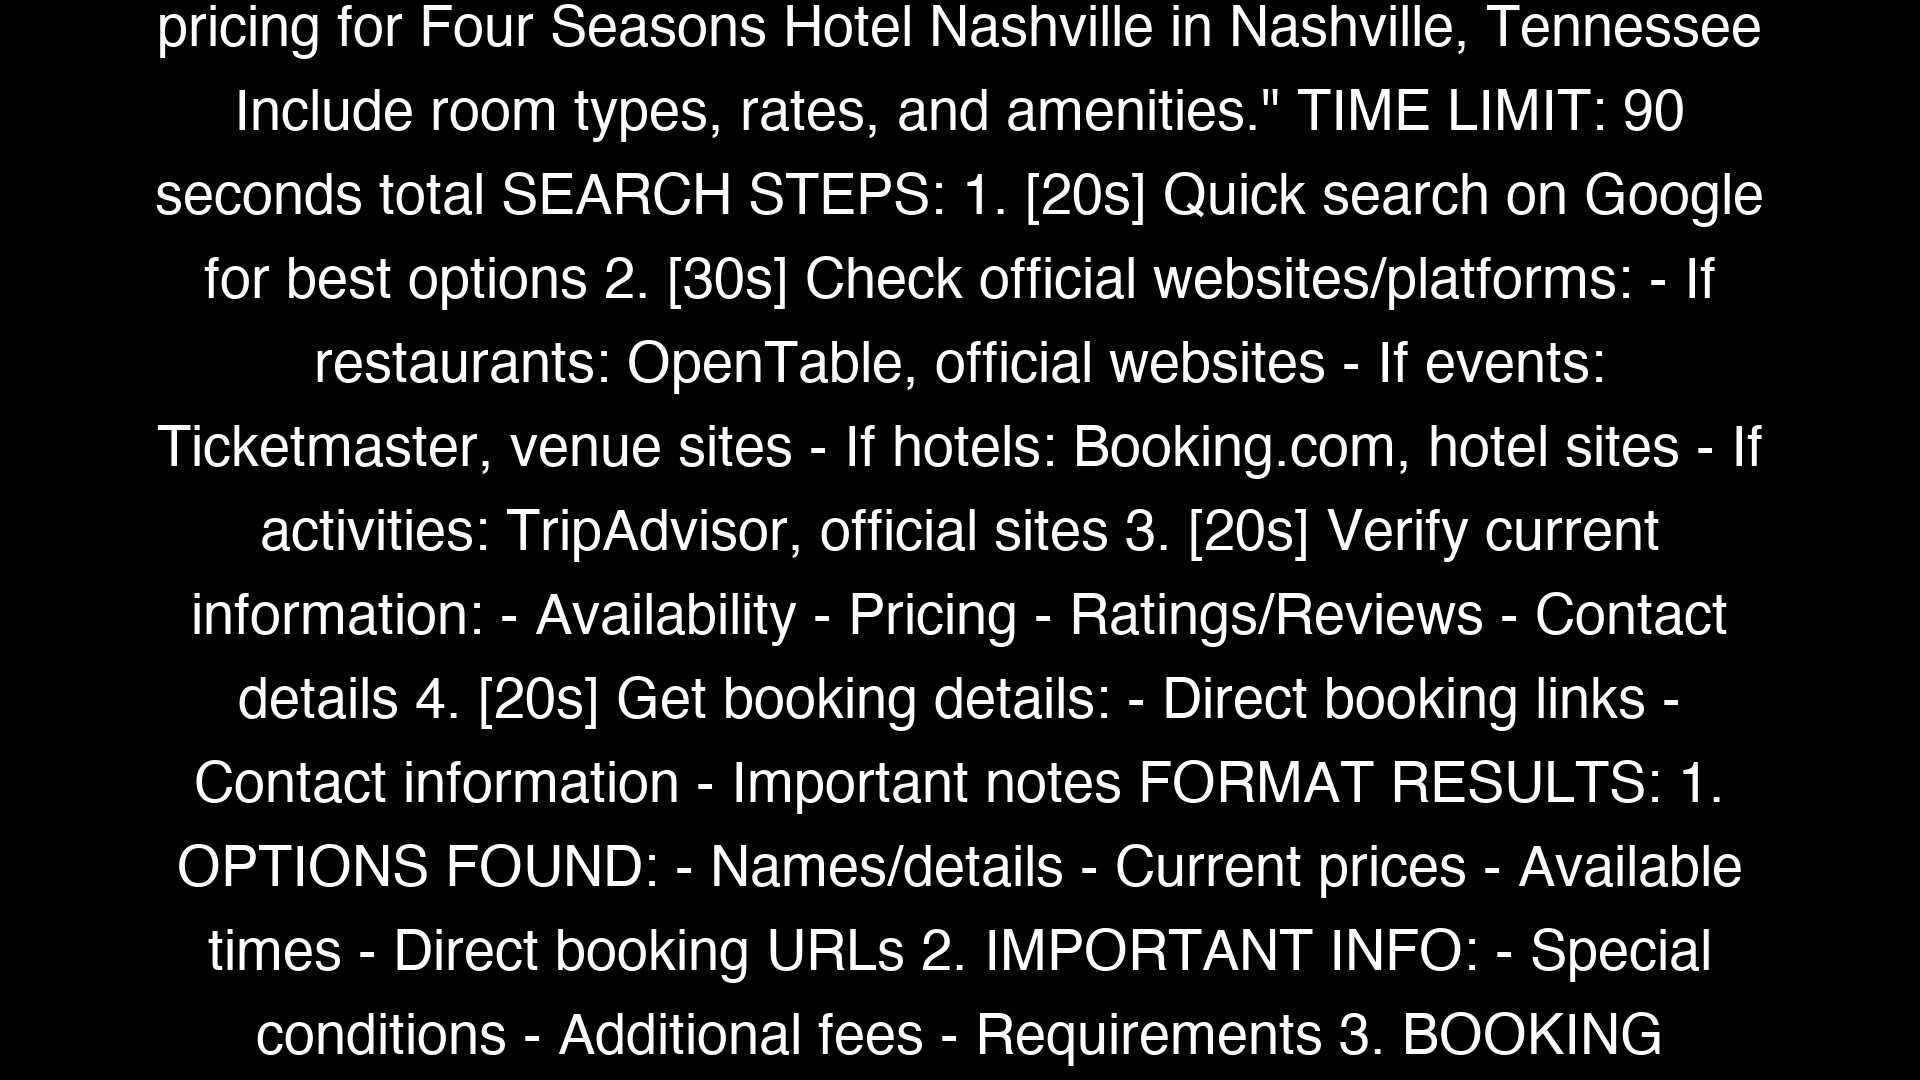 pricing for Four Seasons Hotel Nashville in Nashville, Tennessee
Include room types, rates, and amenities." TIME LIMIT: 90
seconds total SEARCH STEPS: 1. [20s] Quick search on Google
for best options 2. [30s] Check official websites/platforms: - If
restaurants: OpenTable, official websites - If events:
Ticketmaster, venue sites - If hotels: Booking.com, hotel sites - If
activities: TripAdvisor, official sites 3. [20s] Verify current
information: - Availability - Pricing - Ratings/Reviews - Contact
details 4. [20s] Get booking details: - Direct booking links -
Contact information - Important notes FORMAT RESULTS: 1.
OPTIONS FOUND: - Names/details - Current prices - Available
times - Direct booking URLs 2. IMPORTANT INFO: - Special
conditions - Additional fees - Requirements 3. BOOKING